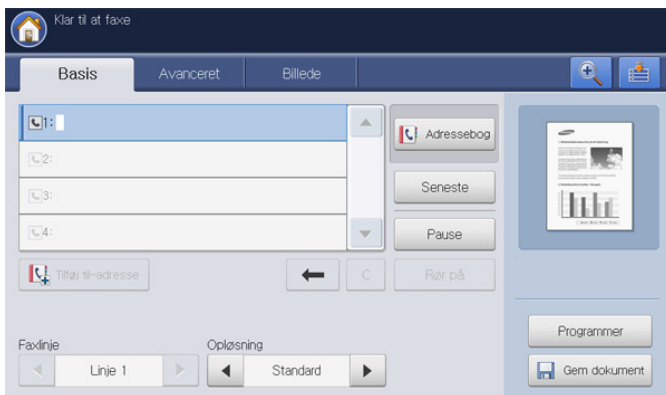 Klar til at faxe
Basis
Avanceret
Billede
1:
2:
3:
4:
Adressebog
Seneste
Pause
Tilføj til-adresse
C
Rør på
Faxlinje
Opløsning
Linje 1
Standard
Programmer
Gem dokument